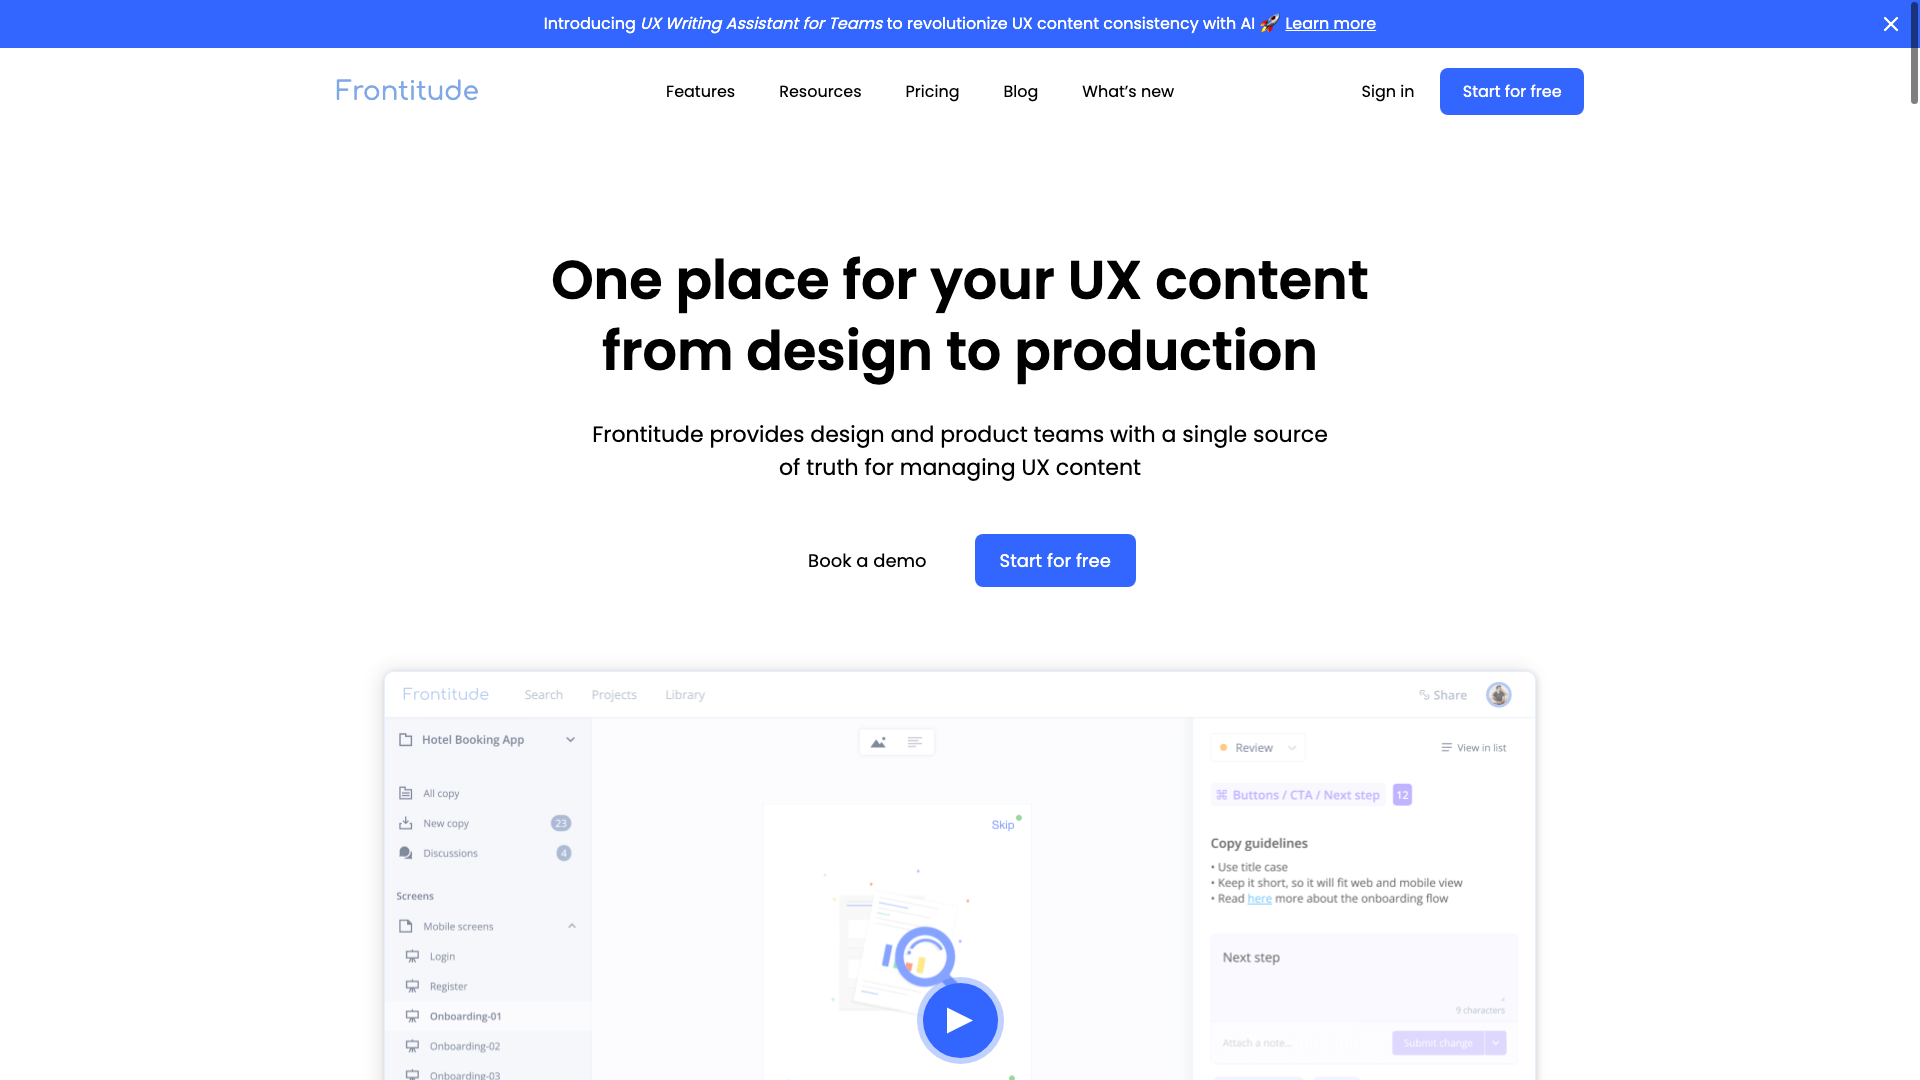 Introducing UX Writing Assistant for Teams to revolutionize UX content consistency with AI 🚀 Learn more
Frontitude
Features
Resources
Pricing
Blog
What's new
Sign in
Start for free
One place for your UX content
from design to production
Frontitude provides design and product teams with a single source
of truth for managing UX content
Book a demo
Start for free
Frontitude
Search
Projects
Library
Share
Hotel Booking App
All copy
New copy 23
Discussions 4
Screens
Mobile screens
Login
Register
Onboarding-01
Onboarding-02
Onboarding-03
Skip
Review
View in list
Buttons / CTA / Next step 12
Copy guidelines
• Use title case
• Keep it short, so it will fit web and mobile view
• Read here more about the onboarding flow
Next step
9 characters
Attach a note...
Submit change